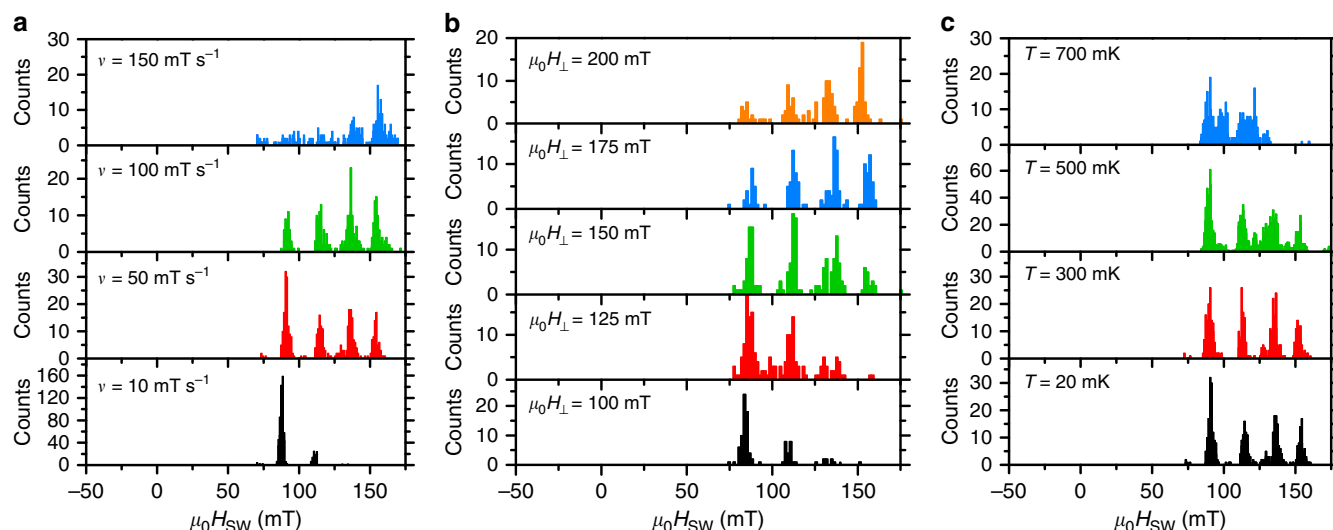 a
30
20
10
0
Counts
v = 150 mT s⁻¹
30
20
10
0
Counts
v = 100 mT s⁻¹
30
20
10
0
Counts
v = 50 mT s⁻¹
160
120
80
40
0
Counts
v = 10 mT s⁻¹
−50 0 50 100 150
μ₀H_SW (mT)
b
20
10
0
Counts
μ₀H⊥ = 200 mT
10
0
Counts
μ₀H⊥ = 175 mT
10
0
Counts
μ₀H⊥ = 150 mT
10
0
Counts
μ₀H⊥ = 125 mT
20
10
0
Counts
μ₀H⊥ = 100 mT
−50 0 50 100 150
μ₀H_SW (mT)
c
30
20
10
0
Counts
T = 700 mK
60
40
20
0
Counts
T = 500 mK
30
20
10
0
Counts
T = 300 mK
30
20
10
0
Counts
T = 20 mK
−50 0 50 100 150
μ₀H_SW (mT)